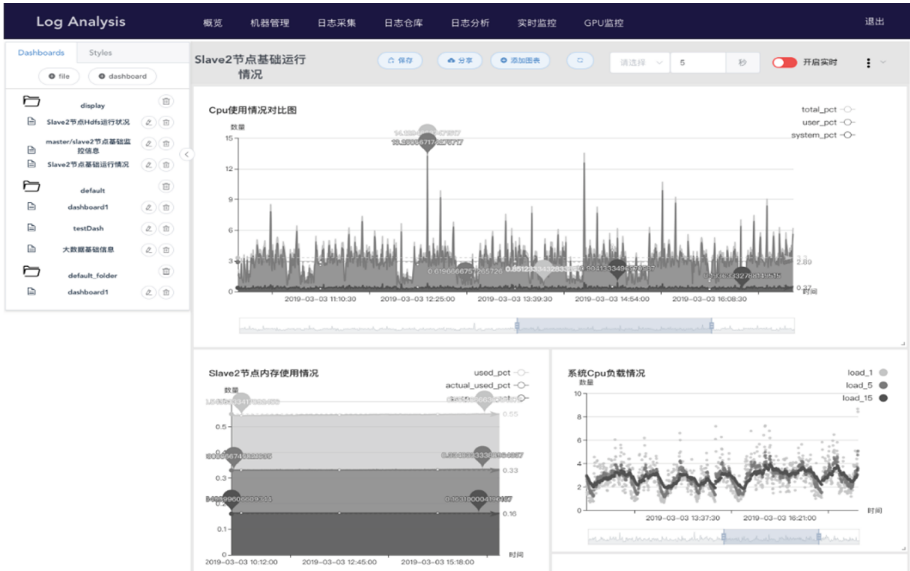 Log Analysis
概览 机器管理 日志采集 日志仓库 日志分析 实时监控 GPU监控 退出
Dashboards Styles
file dashboard
display
Slave2节点Hdfs运行状况
master/slave2节点基础监控信息
Slave2节点基础运行情况
default
dashboard1
testDash
大数据基础信息
default_folder
dashboard1
Slave2节点基础运行情况
保存 分享 添加图表 请选择 5 秒 开启实时
Cpu使用情况对比图
total_pct
user_pct
system_pct
数量
15
12
9
6
3
0
2.89
0.37
2019-03-03 11:10:30 2019-03-03 12:25:00 2019-03-03 13:39:30 2019-03-03 14:54:00 2019-03-03 16:08:30
时间
Slave2节点内存使用情况
used_pct
actual_used_pct
数量
0.5
0.3
0.1
0
0.55
0.33
0.16
2019-03-03 10:12:00 2019-03-03 12:45:00 2019-03-03 15:18:00
时间
系统Cpu负载情况
load_1
load_5
load_15
数量
10
8
6
4
2
0
2019-03-03 13:37:30 2019-03-03 16:21:00
时间